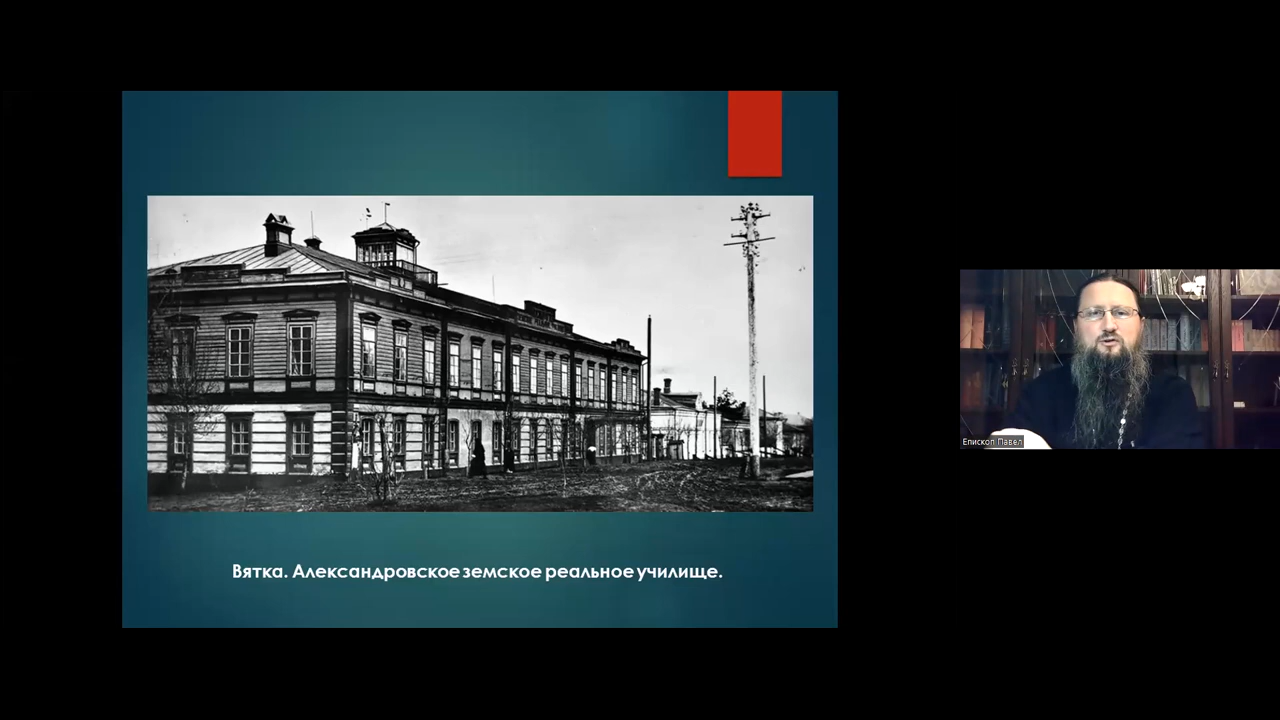 Вятка. Александровское земское реальное училище.
Епископ Павел